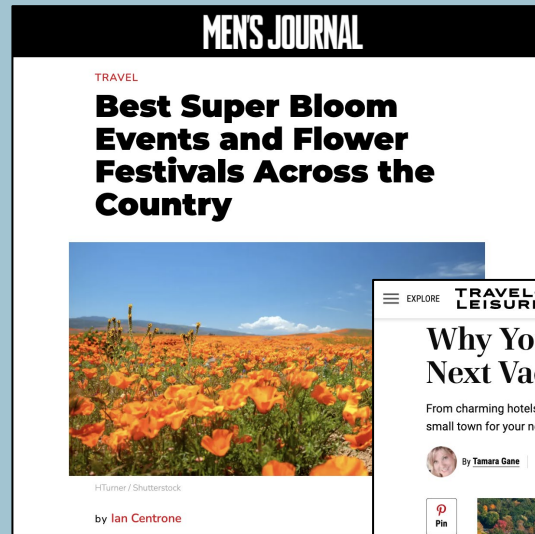 MEN'S JOURNAL
TRAVEL
Best Super Bloom
Events and Flower
Festivals Across the
Country
HTurner / Shutterstock
by Ian Centrone
EXPLORE
TRAVEL
LEISUR
Why Yo
Next Va
From charming hotels
small town for your n
By Tamara Gane
Pin